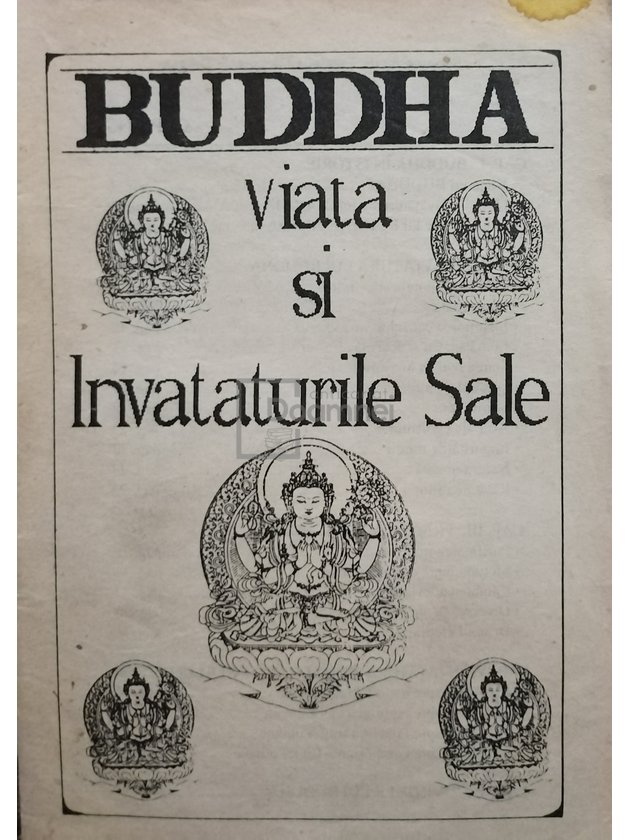 BUDDHA
Viata
si
Invataturile Sale